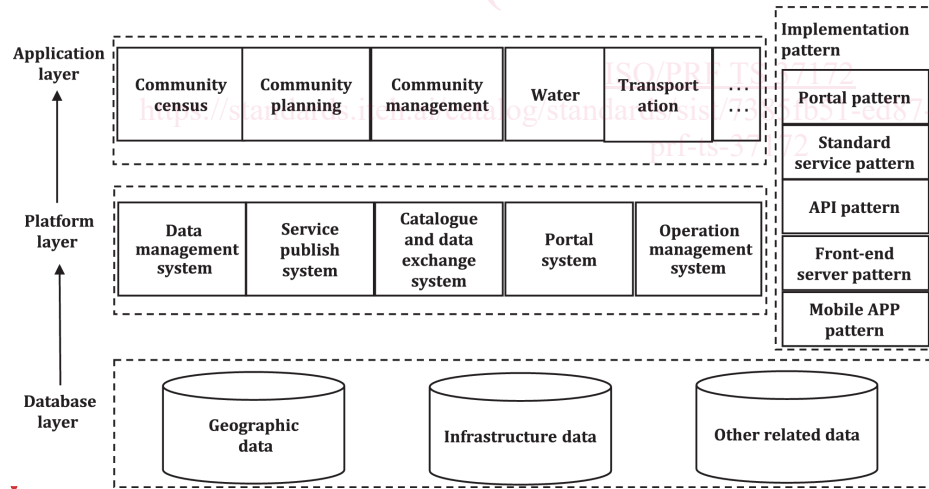 Application
layer
Community
census
Community
planning
Community
management
Water
Transport
ation
...
...
Implementation
pattern
Portal pattern
Standard
service pattern
API pattern
Front-end
server pattern
Mobile APP
pattern
ISO/PRF TS 37172
prf-ts-37172
Platform
layer
Data
management
system
Service
publish
system
Catalogue
and data
exchange
system
Portal
system
Operation
management
system
Database
layer
Geographic
data
Infrastructure data
Other related data